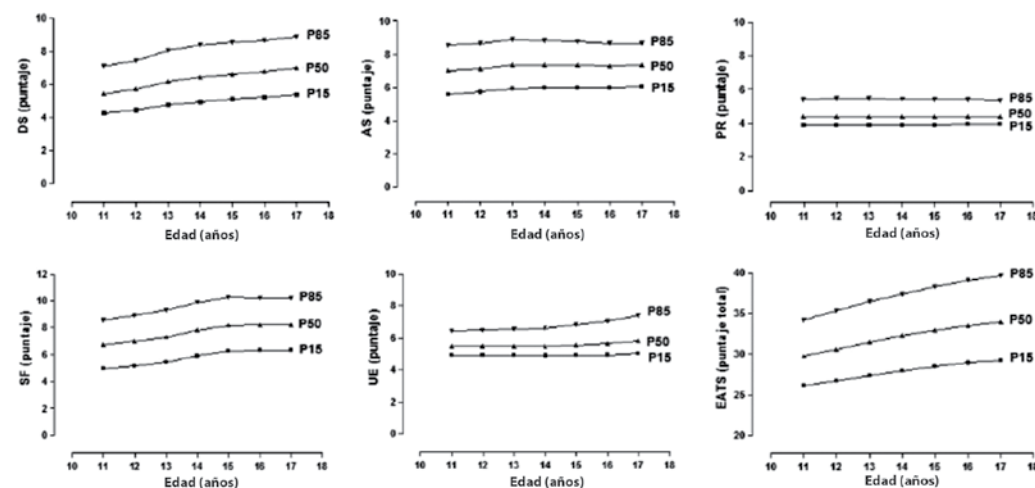 DS (puntaje)
10
8
6
4
2
0
P85
P50
P15
10 11 12 13 14 15 16 17 18
Edad (años)
AS (puntaje)
10
8
6
4
2
0
P85
P50
P15
10 11 12 13 14 15 16 17 18
Edad (años)
PR (puntaje)
10
8
6
4
2
0
P85
P50
P15
10 11 12 13 14 15 16 17 18
Edad (años)
SF (puntaje)
12
10
8
6
4
2
0
P85
P50
P15
10 11 12 13 14 15 16 17 18
Edad (años)
UE (puntaje)
10
8
6
4
2
0
P85
P50
P15
10 11 12 13 14 15 16 17 18
Edad (años)
EATS (puntaje total)
40
35
30
25
20
P85
P50
P15
10 11 12 13 14 15 16 17 18
Edad (años)